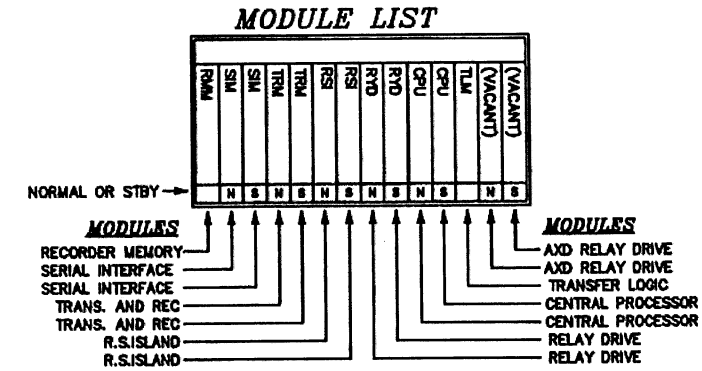 MODULE LIST
RMM SIM SIM TRM TRM RSI RSI RYD RYD CPU CPU TLM (VACANT) (VACANT)
NORMAL OR STBY N S N S N S N S N S N S
MODULES
RECORDER MEMORY
SERIAL INTERFACE
SERIAL INTERFACE
TRANS. AND REC
TRANS. AND REC
R.S.ISLAND
R.S.ISLAND
MODULES
AXD RELAY DRIVE
AXD RELAY DRIVE
TRANSFER LOGIC
CENTRAL PROCESSOR
CENTRAL PROCESSOR
RELAY DRIVE
RELAY DRIVE